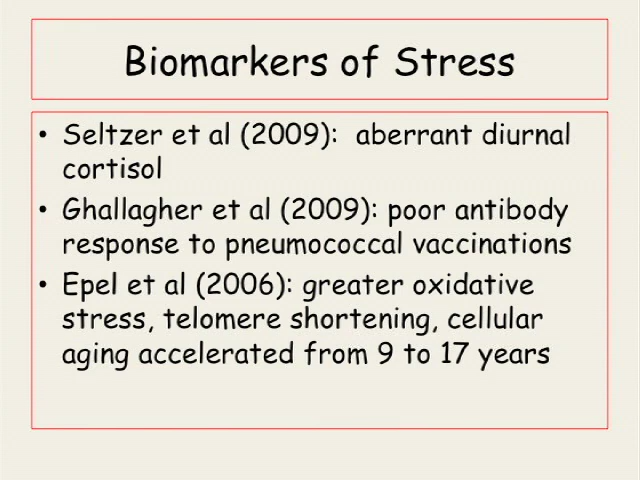 Biomarkers of Stress
• Seltzer et al (2009):  aberrant diurnal
cortisol
• Ghallagher et al (2009): poor antibody
response to pneumococcal vaccinations
• Epel et al (2006): greater oxidative
stress, telomere shortening, cellular
aging accelerated from 9 to 17 years